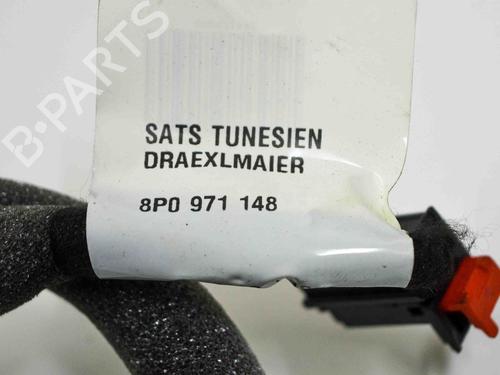 B-PARTS
SATS TUNESIEN
DRAEXLMAIER
8P0 971 148